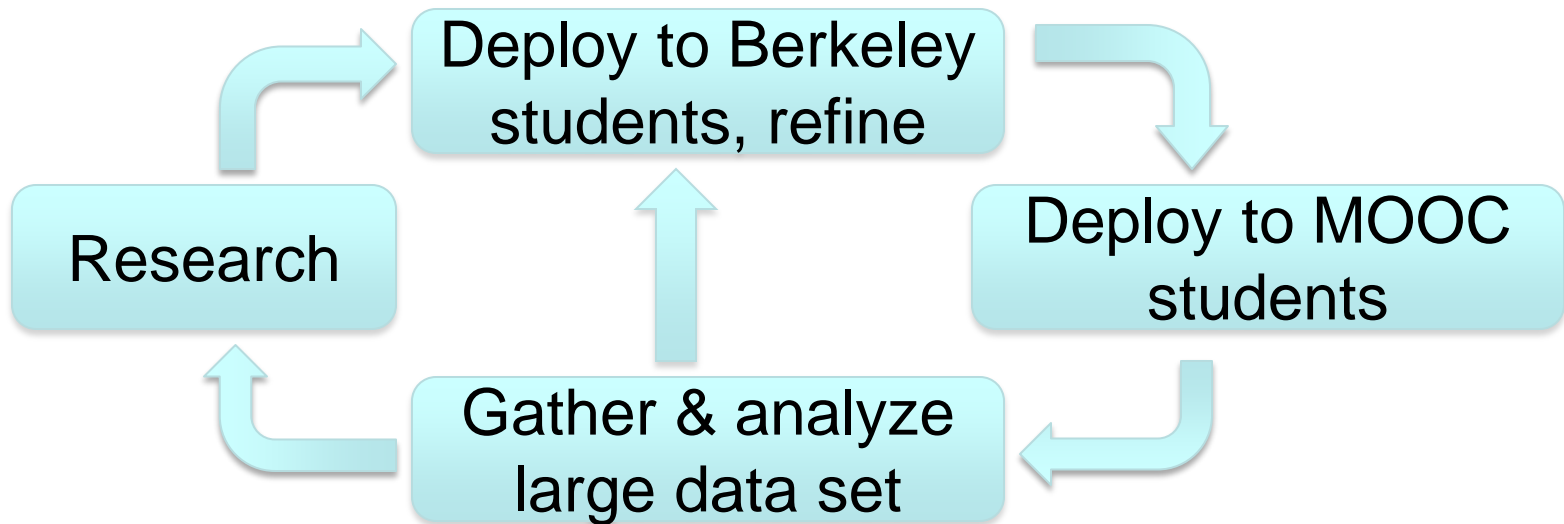 Deploy to Berkeley
students, refine
Research
Deploy to MOOC
students
Gather & analyze
large data set